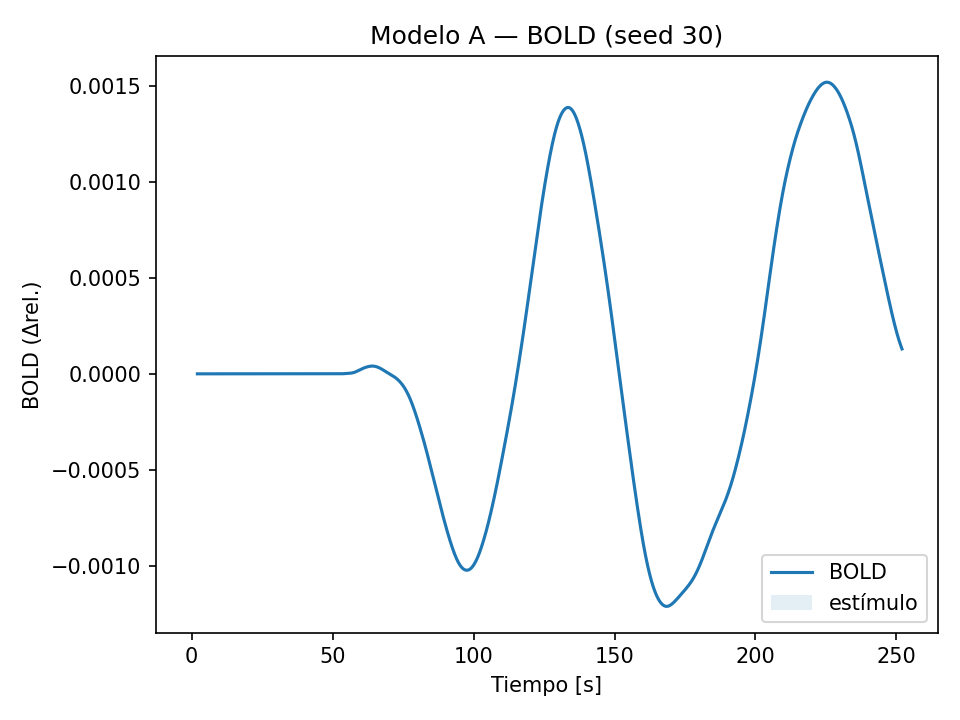 Modelo A — BOLD (seed 30)
BOLD (Δrel.)
0.0015
0.0010
0.0005
0.0000
−0.0005
−0.0010
0 50 100 150 200 250
Tiempo [s]
BOLD
estímulo